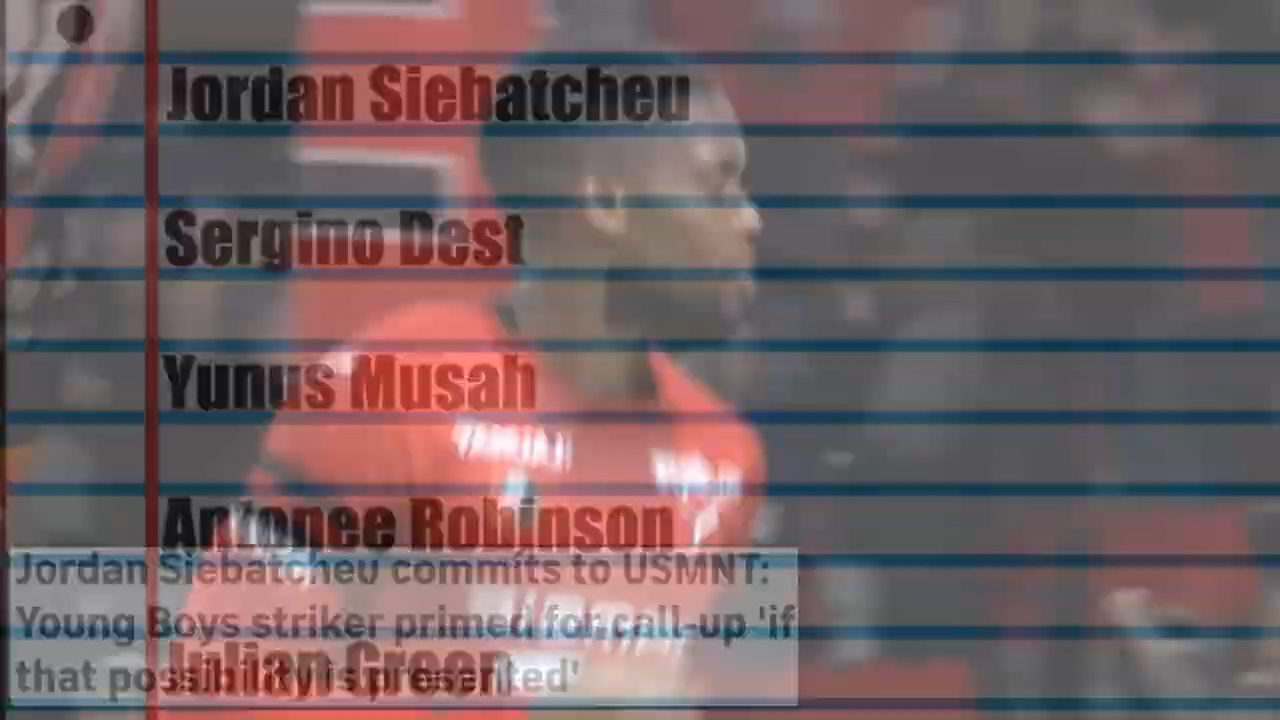 Jordan Siebatcheu
Sergino Dest
Yunus Musah
Antonee Robinson
Jordan Siebatcheu commits to USMNT:
Young Boys striker primed for call-up 'if
that possibility is presented'
Julian Green